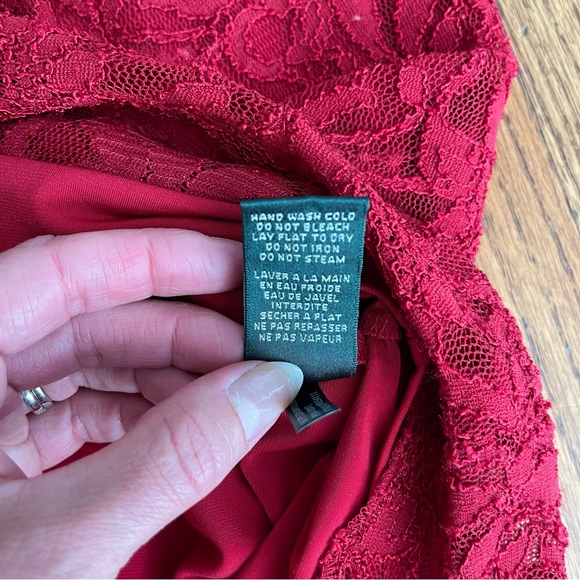 HAND WASH COLD
DO NOT BLEACH
LAY FLAT TO DRY
DO NOT IRON
DO NOT STEAM
LAVER A LA MAIN
EN EAU FROIDE
EAU DE JAVEL
INTERDITE
SECHER A PLAT
NE PAS REPASSER
NE PAS VAPEUR